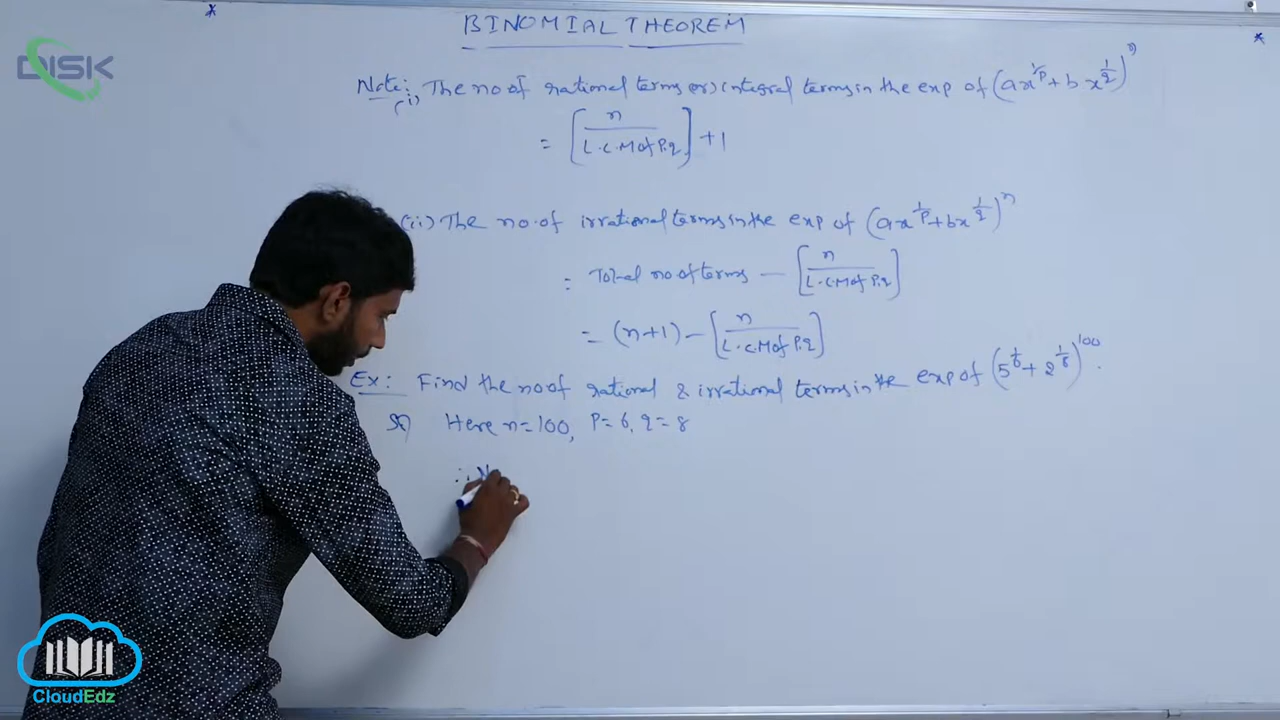 BINOMIAL THEOREM
DISK
Note: (i) The no of rational terms (or) integral terms in the exp of (ax^{1/p} + b x^{1/q})^n
= [n / L.C.M of p,q] + 1
(ii) The no. of irrational terms in the exp of (ax^{1/p} + bx^{1/q})^n
= Total no of terms — [n / L.C.M of p,q]
= (n+1) — [n / L.C.M of p,q]
Ex: Find the no of rational & irrational terms in the exp of (5^{1/6} + 2^{1/8})^{100}.
Sol Here n=100, p=6, q=8
∴ N
CloudEdz